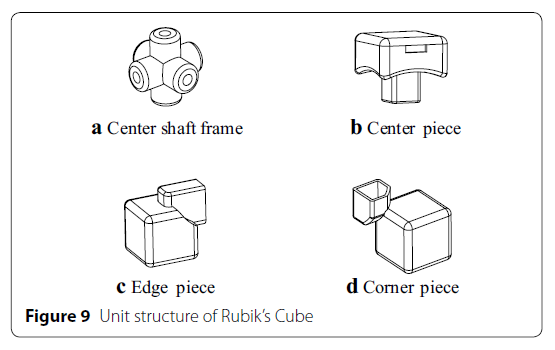 a Center shaft frame
b Center piece
c Edge piece
d Corner piece
Figure 9 Unit structure of Rubik's Cube